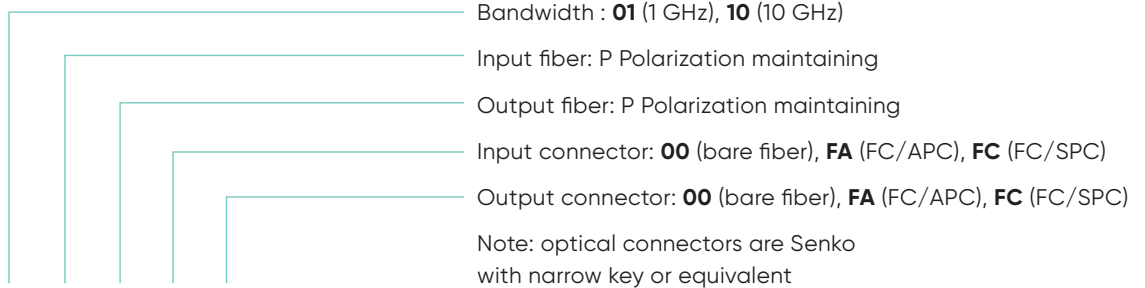 Bandwidth : 01 (1 GHz), 10 (10 GHz)
Input fiber: P Polarization maintaining
Output fiber: P Polarization maintaining
Input connector: 00 (bare fiber), FA (FC/APC), FC (FC/SPC)
Output connector: 00 (bare fiber), FA (FC/APC), FC (FC/SPC)
Note: optical connectors are Senko
with narrow key or equivalent